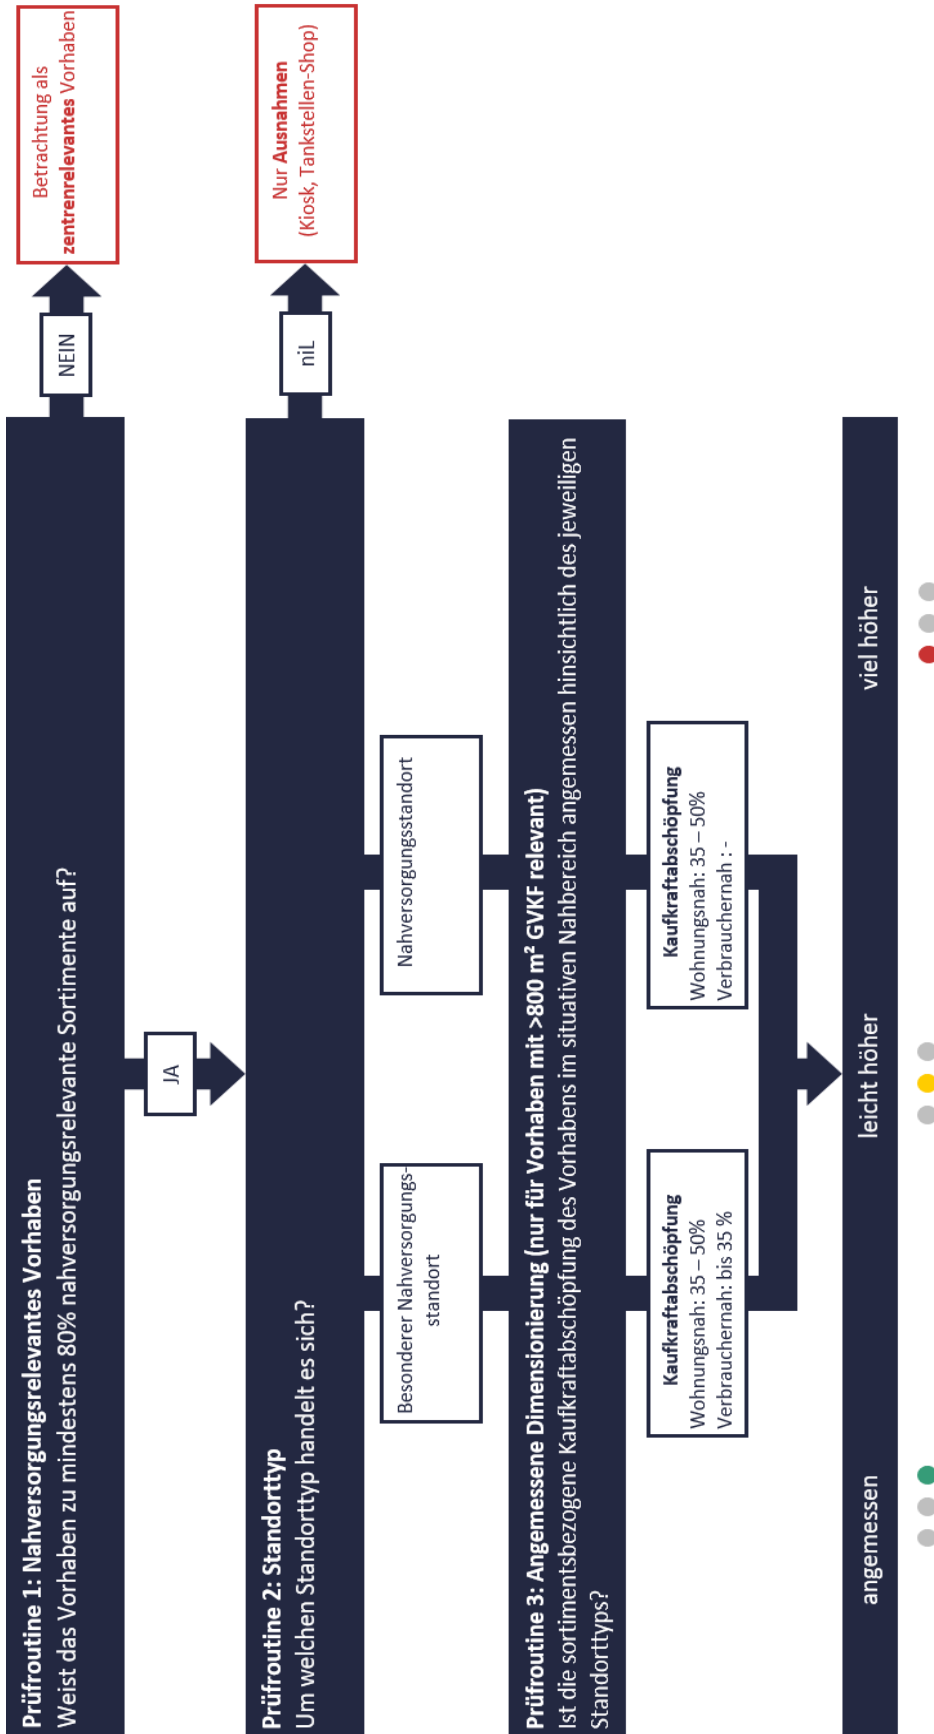 Prüfroutine 1: Nahversorgungsrelevantes Vorhaben
Weist das Vorhaben zu mindestens 80% nahversorgungsrelevante Sortimente auf?
NEIN
Betrachtung als
zentrenrelevantes Vorhaben
JA
Prüfroutine 2: Standorttyp
Um welchen Standorttyp handelt es sich?
niL
Nur Ausnahmen
(Kiosk, Tankstellen-Shop)
Besonderer Nahversorgungs-
standort
Nahversorgungsstandort
Prüfroutine 3: Angemessene Dimensionierung (nur für Vorhaben mit >800 m² GVKF relevant)
Ist die sortimentsbezogene Kaufkraftabschöpfung des Vorhabens im situativen Nahbereich angemessen hinsichtlich des jeweiligen
Standorttyps?
Kaufkraftabschöpfung
Wohnungsnah: 35 – 50%
Verbrauchernah: bis 35 %
Kaufkraftabschöpfung
Wohnungsnah: 35 – 50%
Verbrauchernah : -
angemessen
leicht höher
viel höher